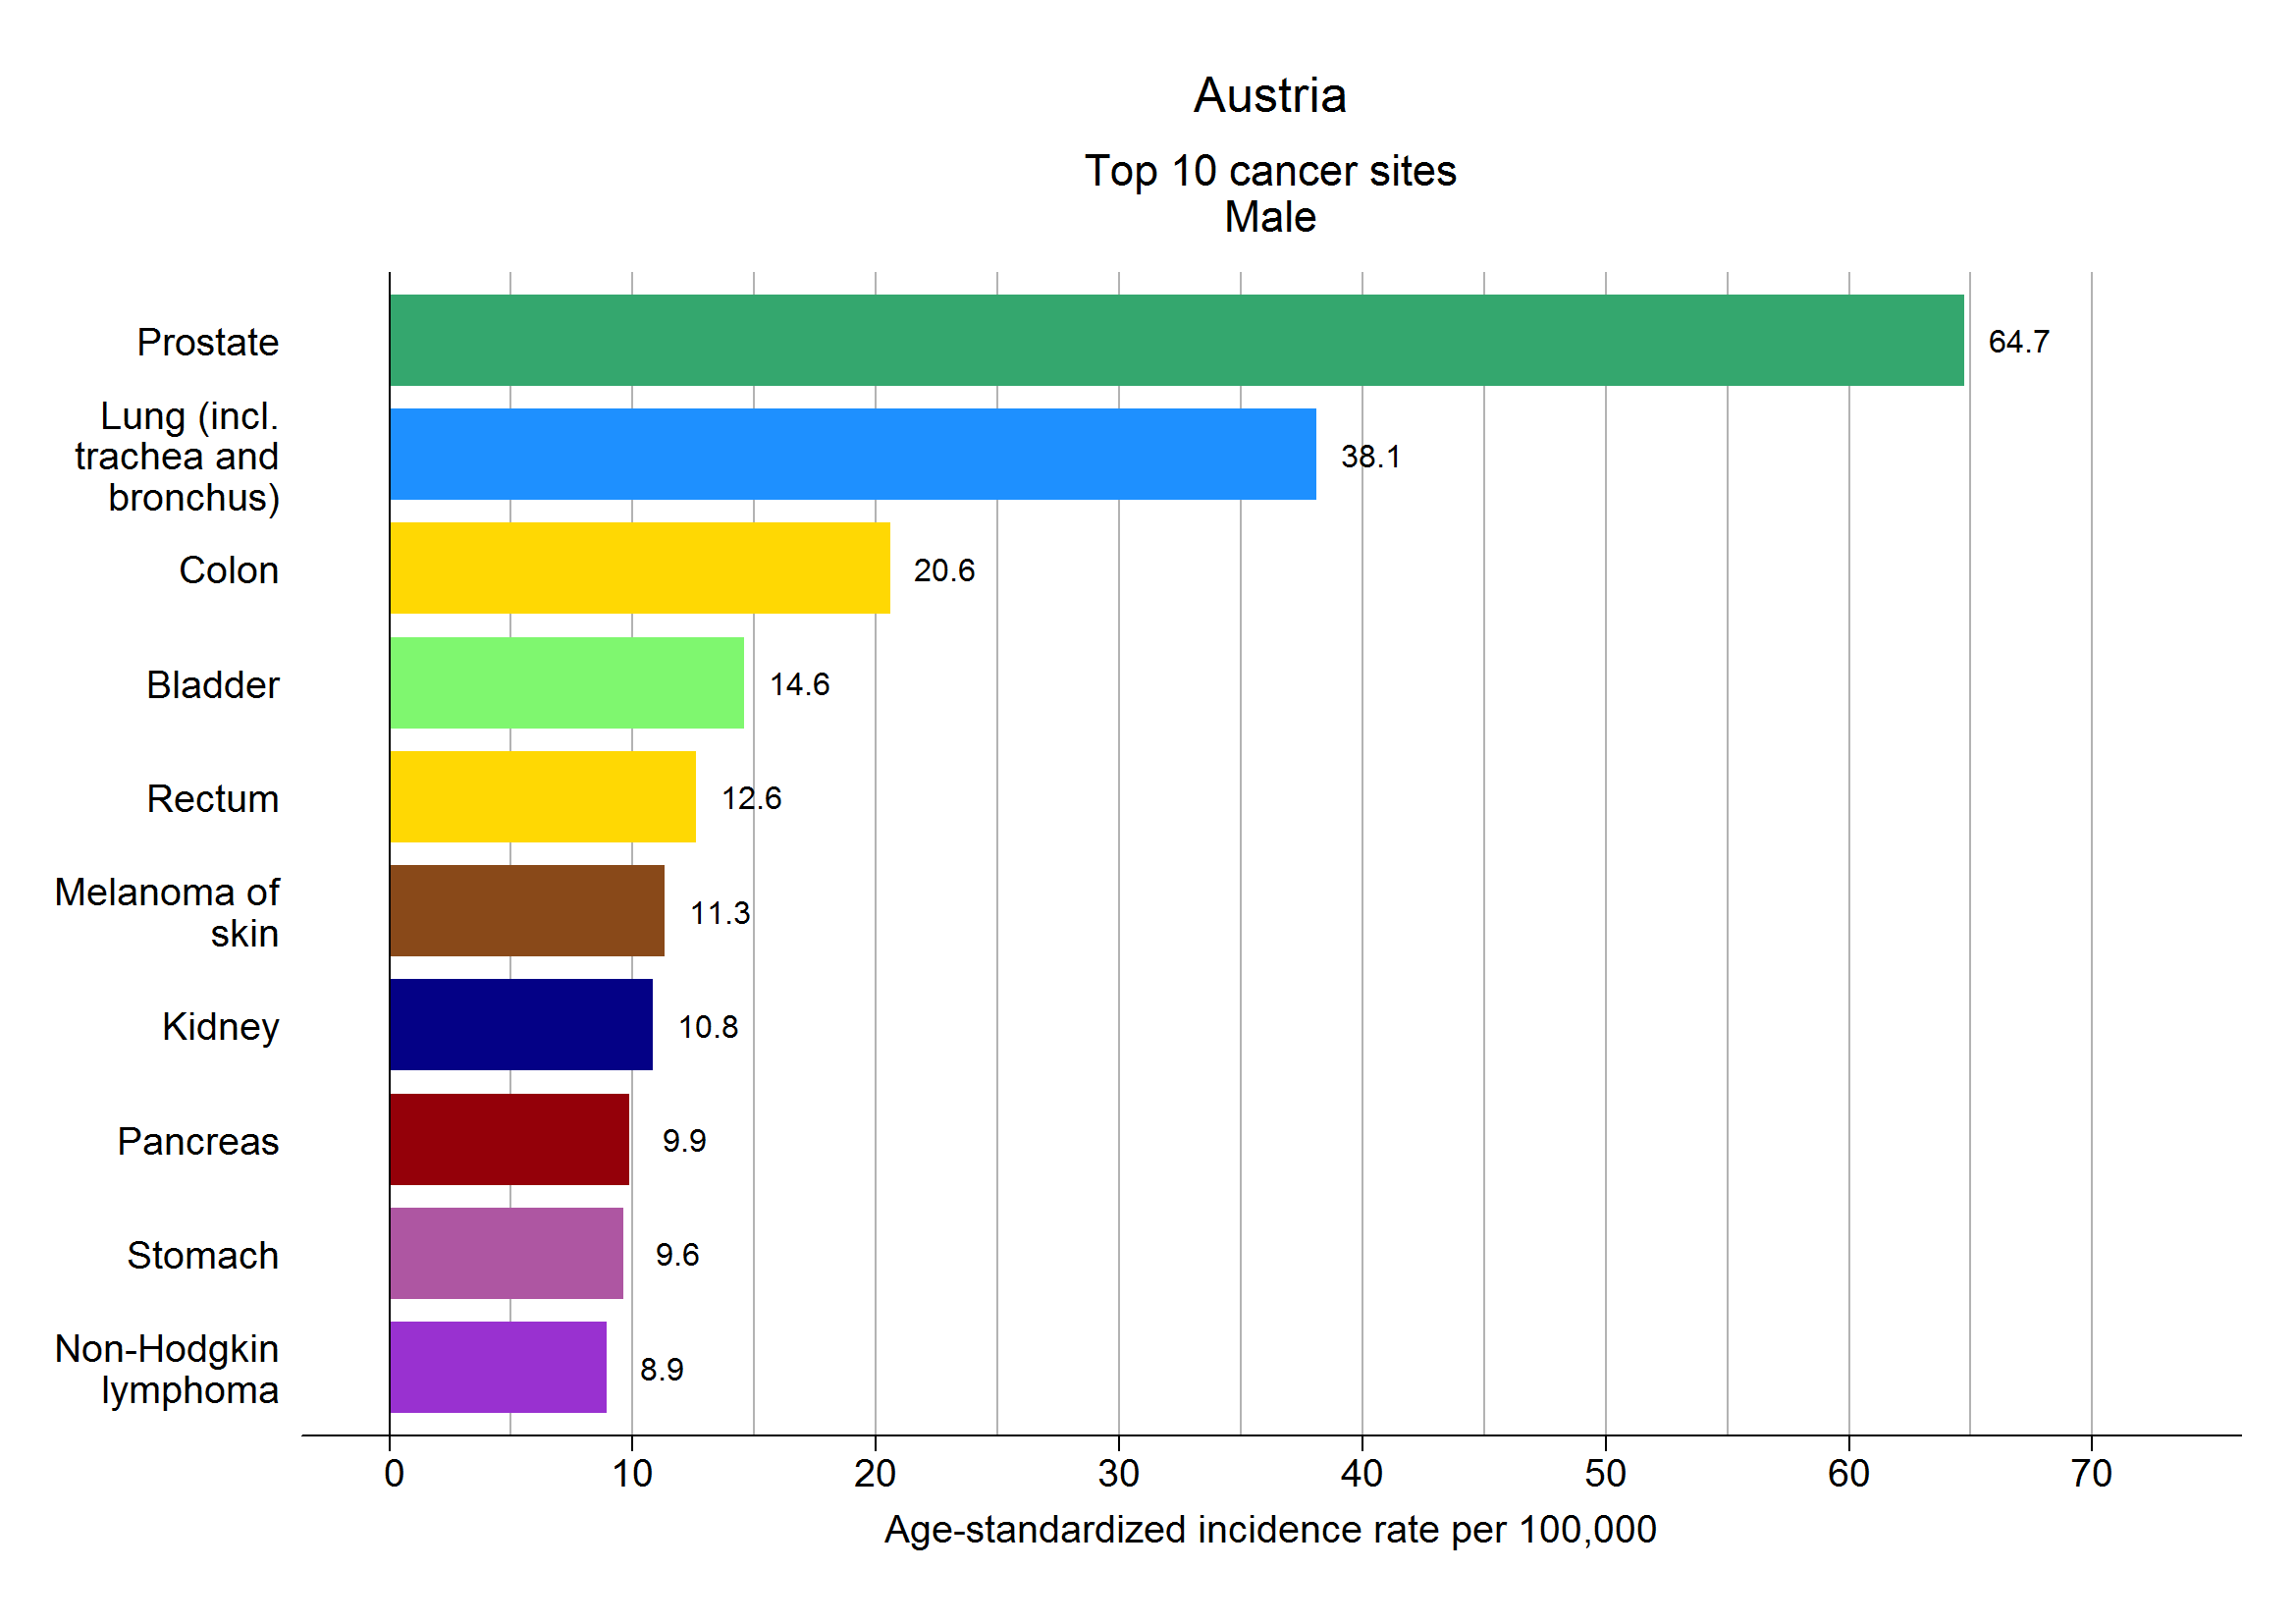 Austria
Top 10 cancer sites
Male
Prostate
64.7
Lung (incl.
trachea and
bronchus)
38.1
Colon
20.6
Bladder
14.6
Rectum
12.6
Melanoma of
skin
11.3
Kidney
10.8
Pancreas
9.9
Stomach
9.6
Non-Hodgkin
lymphoma
8.9
0 10 20 30 40 50 60 70
Age-standardized incidence rate per 100,000